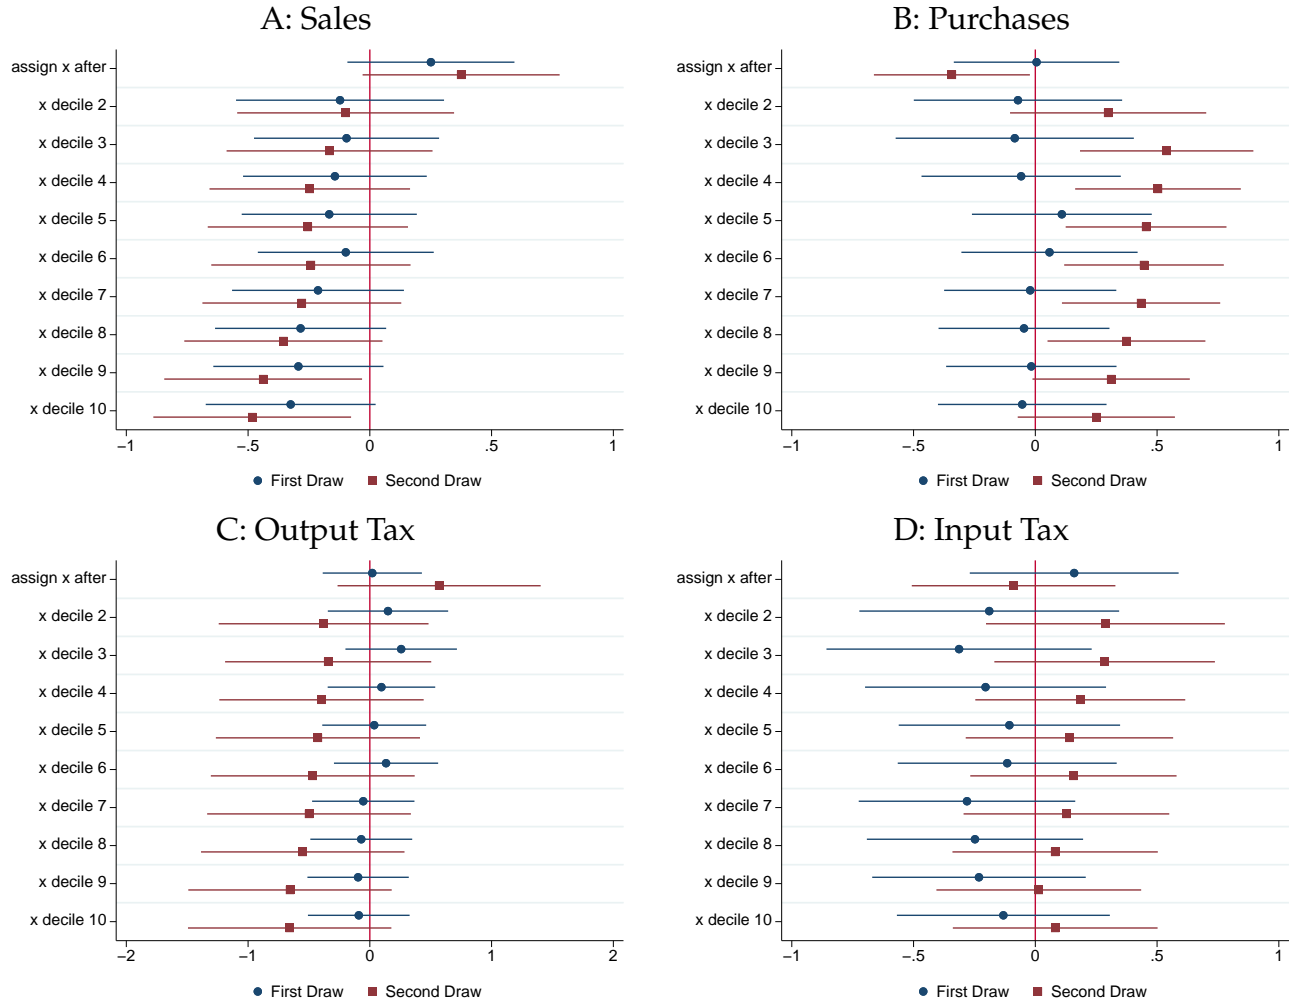 A: Sales
assign x after
x decile 2
x decile 3
x decile 4
x decile 5
x decile 6
x decile 7
x decile 8
x decile 9
x decile 10
−1 −.5 0 .5 1
First Draw Second Draw
B: Purchases
assign x after
x decile 2
x decile 3
x decile 4
x decile 5
x decile 6
x decile 7
x decile 8
x decile 9
x decile 10
−1 −.5 0 .5 1
First Draw Second Draw
C: Output Tax
assign x after
x decile 2
x decile 3
x decile 4
x decile 5
x decile 6
x decile 7
x decile 8
x decile 9
x decile 10
−2 −1 0 1 2
First Draw Second Draw
D: Input Tax
assign x after
x decile 2
x decile 3
x decile 4
x decile 5
x decile 6
x decile 7
x decile 8
x decile 9
x decile 10
−1 −.5 0 .5 1
First Draw Second Draw